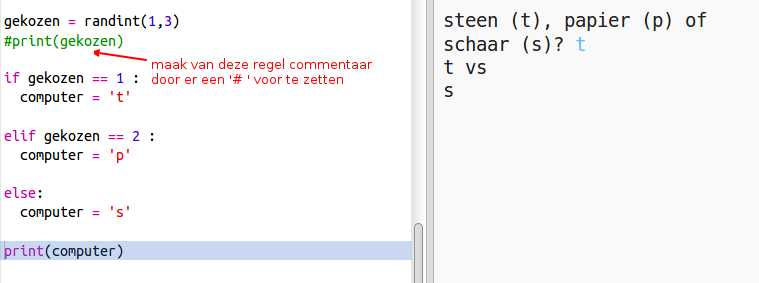 gekozen = randint(1,3)
#print(gekozen)
maak van deze regel commentaar
door er een '# ' voor te zetten
if gekozen == 1 :
  computer = 't'
elif gekozen == 2 :
  computer = 'p'
else:
  computer = 's'
print(computer)
steen (t), papier (p) of
schaar (s)? t
t vs
s